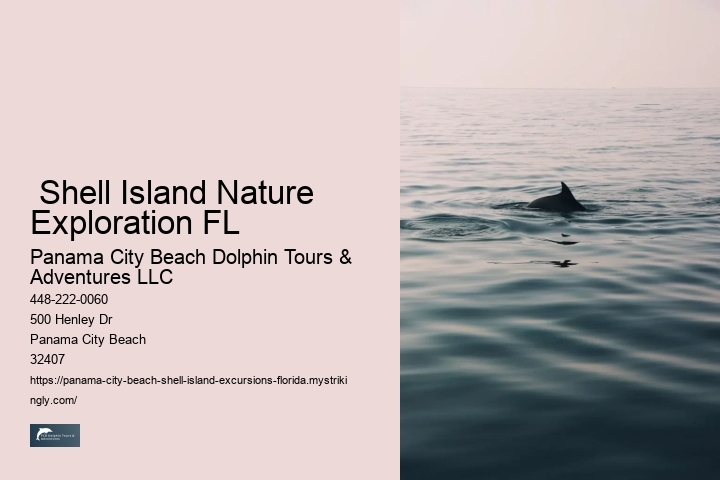 Shell Island Nature
Exploration FL
Panama City Beach Dolphin Tours &
Adventures LLC
448-222-0060
500 Henley Dr
Panama City Beach
32407
https://panama-city-beach-shell-island-excursions-florida.mystriki
ngly.com/